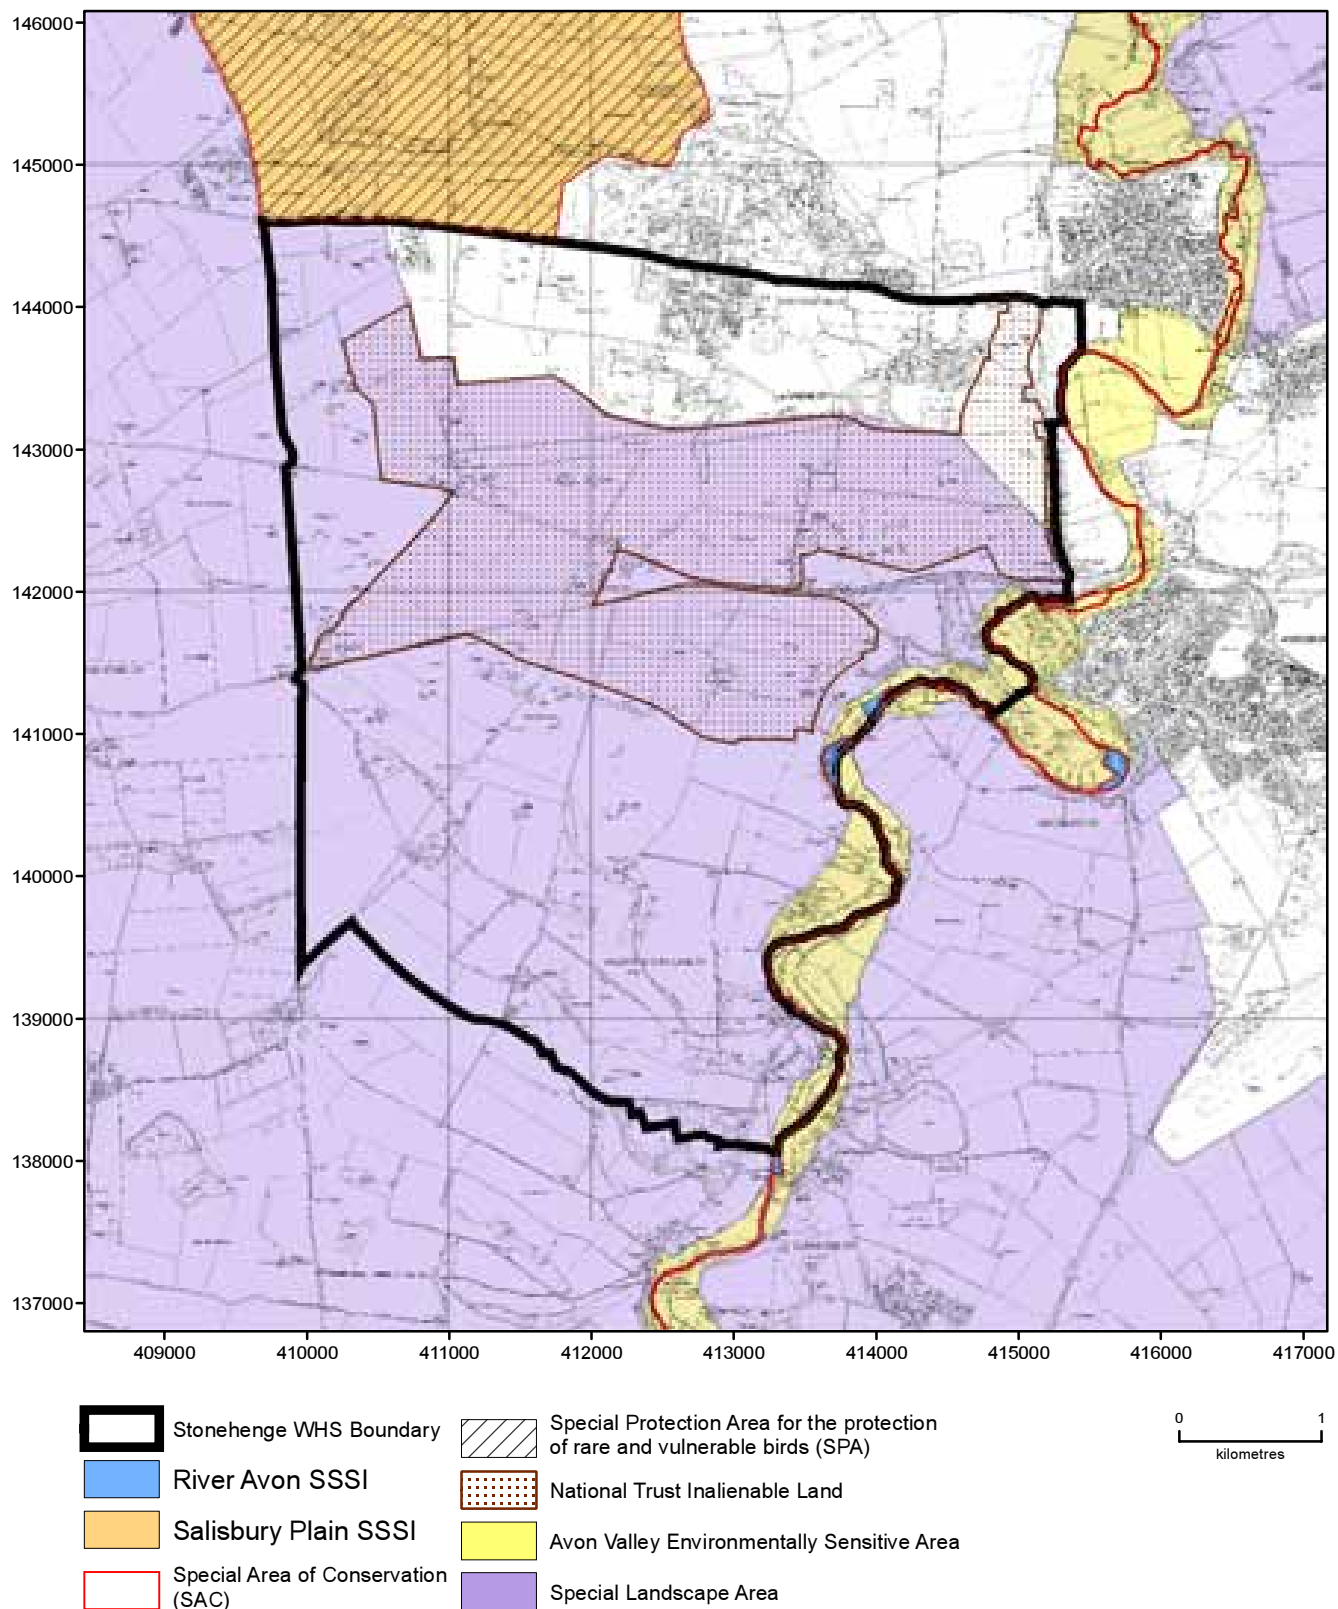 146000
145000
144000
143000
142000
141000
140000
139000
138000
137000
409000 410000 411000 412000 413000 414000 415000 416000 417000
Stonehenge WHS Boundary
River Avon SSSI
Salisbury Plain SSSI
Special Area of Conservation
(SAC)
Special Protection Area for the protection
of rare and vulnerable birds (SPA)
National Trust Inalienable Land
Avon Valley Environmentally Sensitive Area
Special Landscape Area
0 1
kilometres